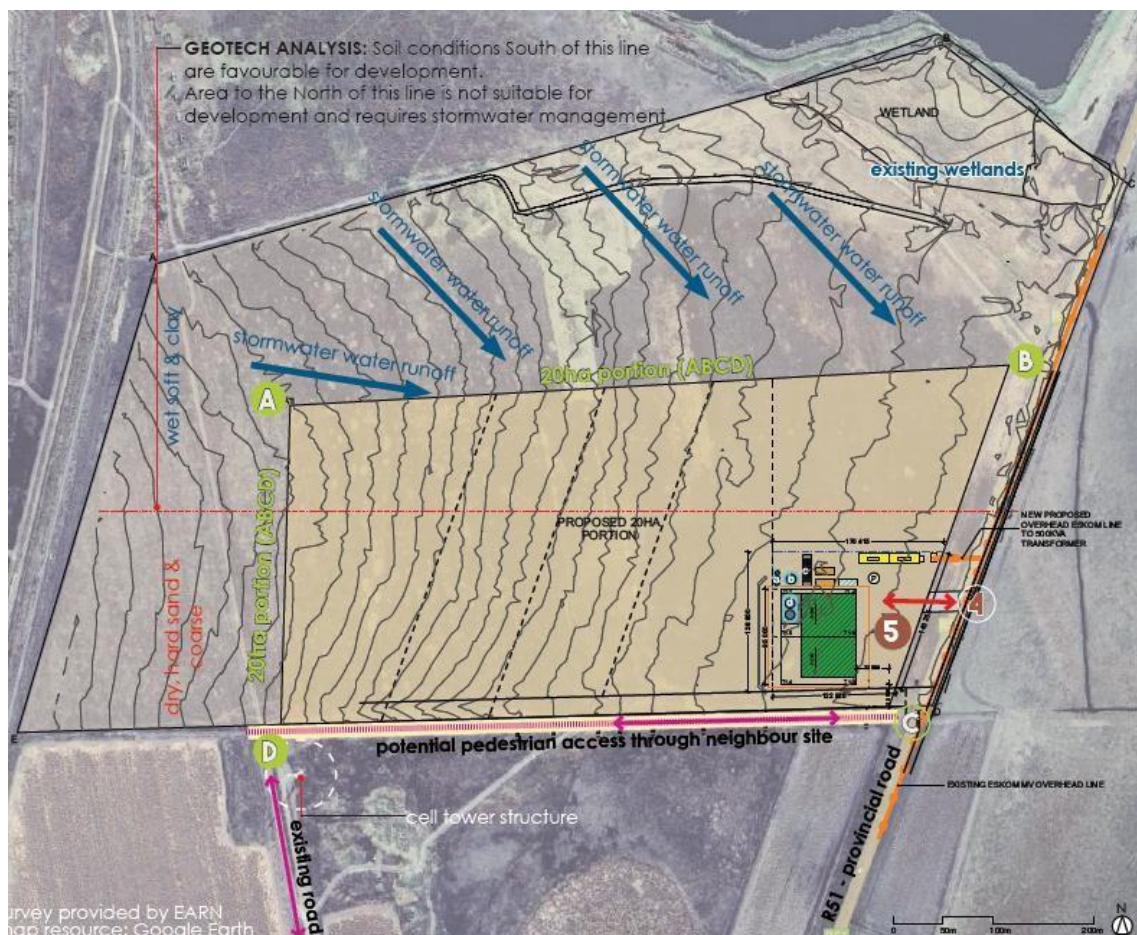 GEOTECH ANALYSIS: Soil conditions South of this line
are favourable for development.
Area to the North of this line is not suitable for
development and requires stormwater management
WETLAND
existing wetlands
stormwater water runoff
stormwater water runoff
stormwater water runoff
stormwater water runoff
A
B
C
A
B
20ha portion (ABCD)
wet soft & clay
20ha portion (ABCD)
PROPOSED 20HA
PORTION
NEW PROPOSED
OVERHEAD ESKOM LINE
TO 500KVA
TRANSFORMER
dry, hard sand &
coarse
P
5
4
E
D
C
potential pedestrian access through neighbour site
EXISTING ESKOM MV OVERHEAD LINE
cell tower structure
existing road
R51 - provincial road
urvey provided by EARN
map resource: Google Earth
N
0 50m 100m 200m